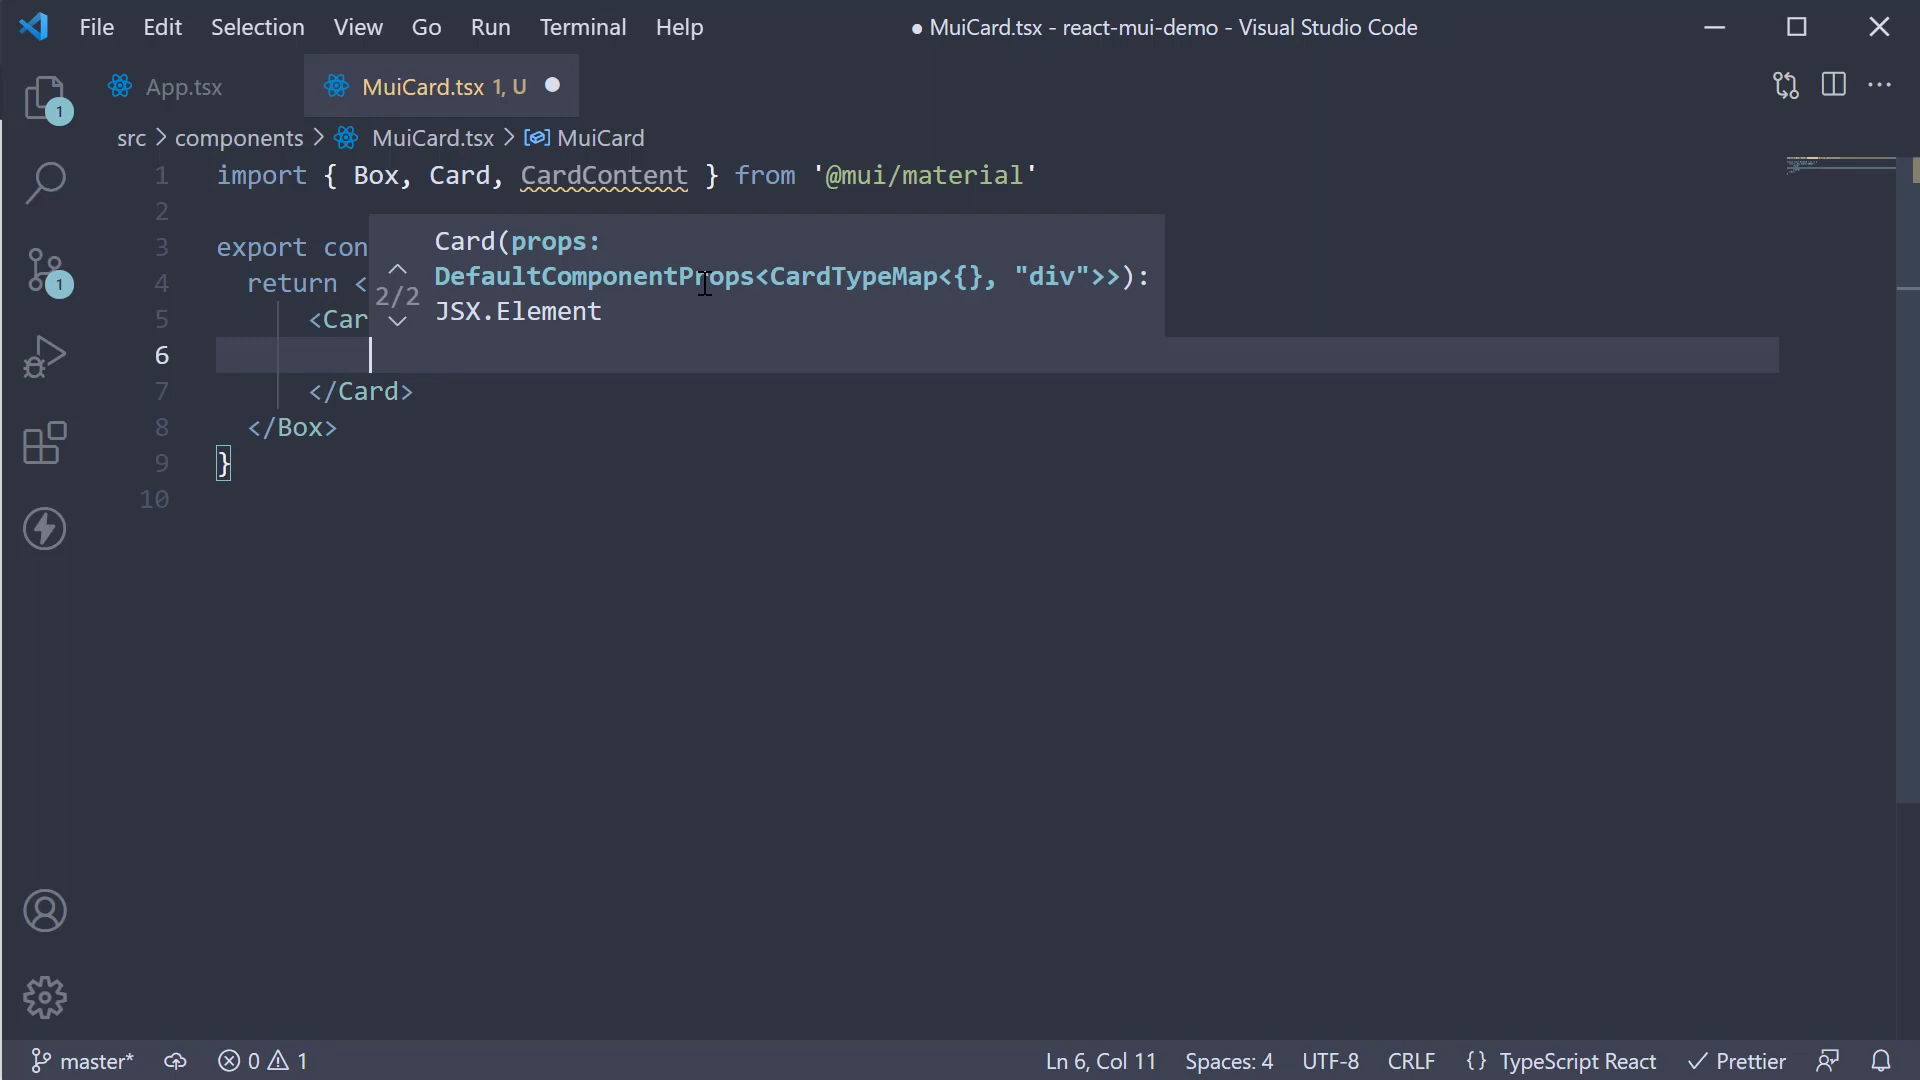 File Edit Selection View Go Run Terminal Help ● MuiCard.tsx - react-mui-demo - Visual Studio Code
App.tsx MuiCard.tsx 1, U
src > components > MuiCard.tsx > MuiCard
1 import { Box, Card, CardContent } from '@mui/material'
2
Card(props:
3 export con
DefaultComponentProps<CardTypeMap<{}, "div">>):
4 return <
2/2
JSX.Element
5 <Car
6
7 </Card>
8 </Box>
9 }
10
1
1
master* 0 1 Ln 6, Col 11 Spaces: 4 UTF-8 CRLF {} TypeScript React Prettier